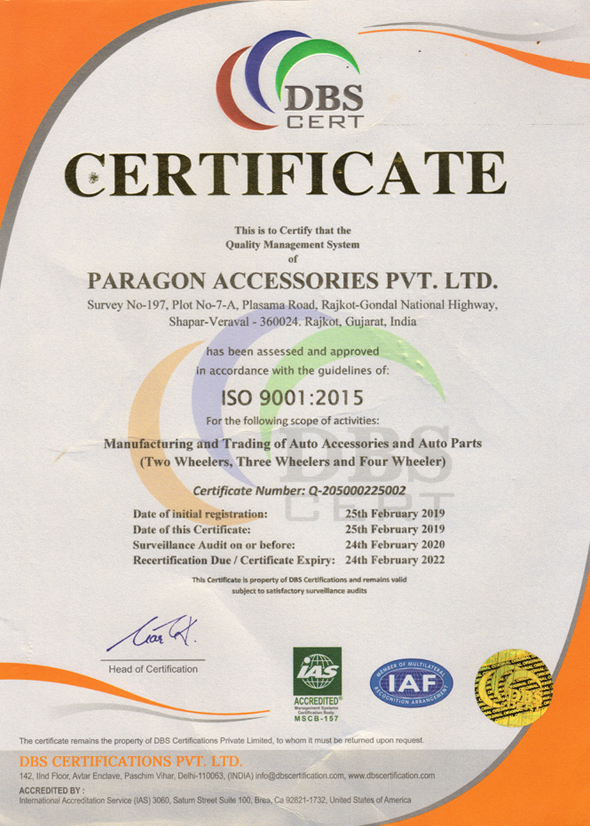 DBS
CERT
CERTIFICATE
This is to Certify that the
Quality Management System
of
PARAGON ACCESSORIES PVT. LTD.
Survey No-197, Plot No-7-A, Plasama Road, Rajkot-Gondal National Highway,
Shapar-Veraval - 360024. Rajkot, Gujarat, India
has been assessed and approved
in accordance with the guidelines of:
ISO 9001:2015
For the following scope of activities:
DBS
CERT
Manufacturing and Trading of Auto Accessories and Auto Parts
(Two Wheelers, Three Wheelers and Four Wheeler)
Certificate Number: Q-205000225002
Date of initial registration: 25th February 2019
Date of this Certificate: 25th February 2019
Surveillance Audit on or before: 24th February 2020
Recertification Due / Certificate Expiry: 24th February 2022
This Certificate is property of DBS Certifications and remains valid
subject to satisfactory surveillance audits
Head of Certification
IAS
ACCREDITED
Management Systems
Certification Body
MSCB-157
MEMBER OF MULTILATERAL
IAF
RECOGNITION ARRANGEMENT
DBS
The certificate remains the property of DBS Certifications Private Limited, to whom it must be returned upon request.
DBS CERTIFICATIONS PVT. LTD.
142, IInd Floor, Avtar Enclave, Paschim Vihar, Delhi-110063, (INDIA) info@dbscertification.com, www.dbscertification.com
ACCREDITED BY :
International Accreditation Service (IAS) 3060, Saturn Street Suite 100, Brea, Ca 92821-1732, United States of America